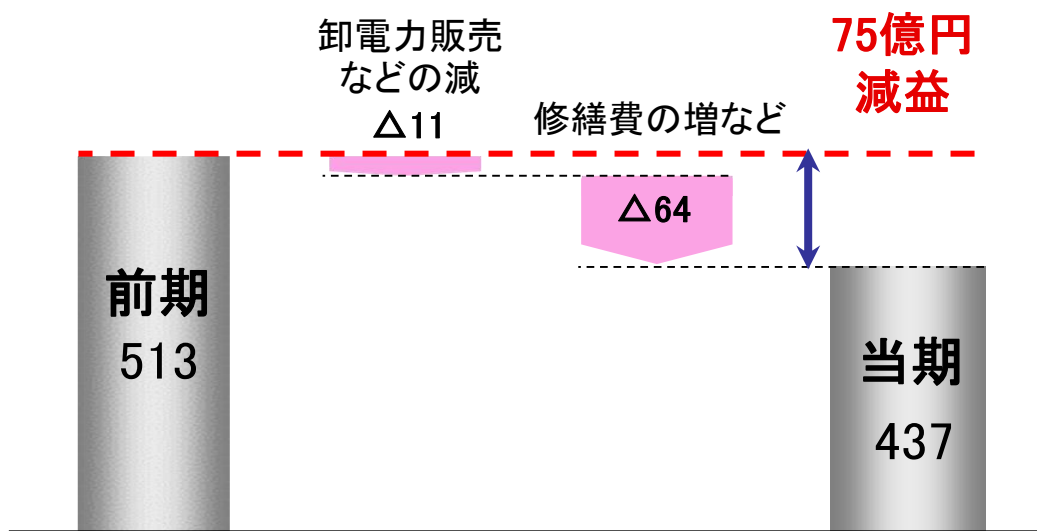 卸電力販売
などの減
△11
修繕費の増など
△64
75億円
減益
前期
513
当期
437